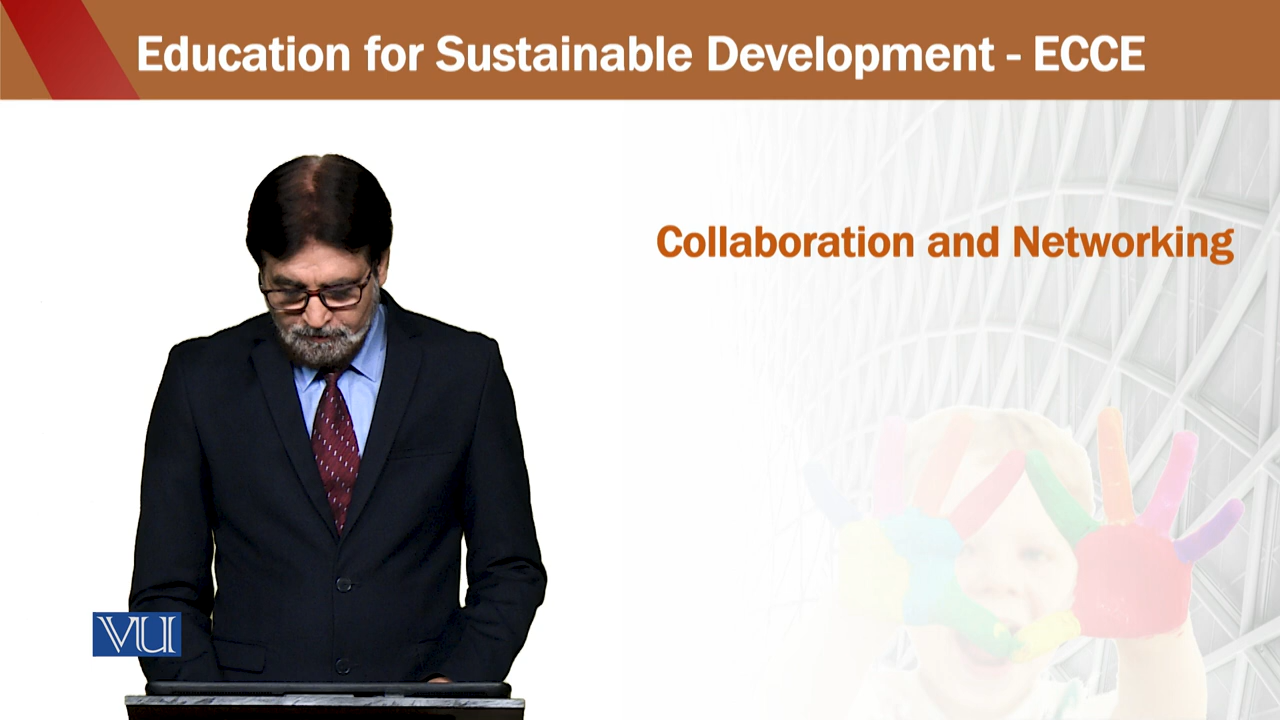 Education for Sustainable Development - ECCE
Collaboration and Networking
VU